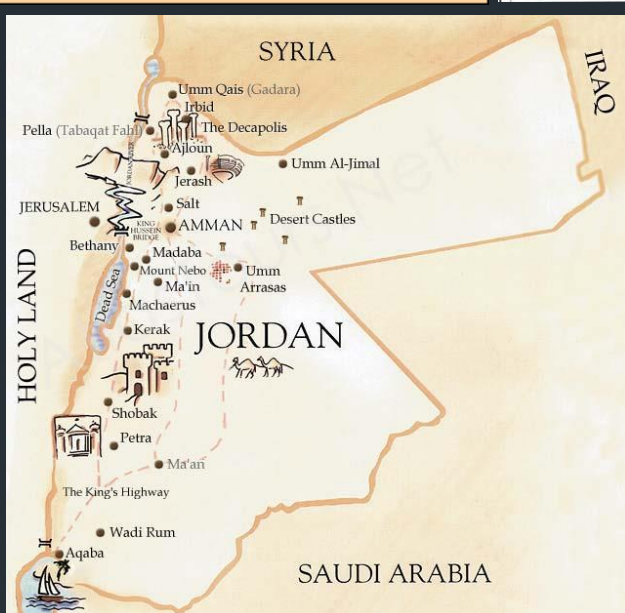 SYRIA
IRAQ
Umm Qais (Gadara)
Irbid
Pella (Tabaqat Fahl)
The Decapolis
Ajloun
Umm Al-Jimal
JORDAN RIVER
Jerash
Salt
JERUSALEM
AMMAN
Desert Castles
KING
HUSSEIN
BRIDGE
Bethany
Madaba
Mount Nebo
Umm
Arrasas
Ma'in
Dead Sea
Machaerus
HOLY LAND
Kerak
JORDAN
Shobak
Petra
Ma'an
The King's Highway
Wadi Rum
Aqaba
SAUDI ARABIA